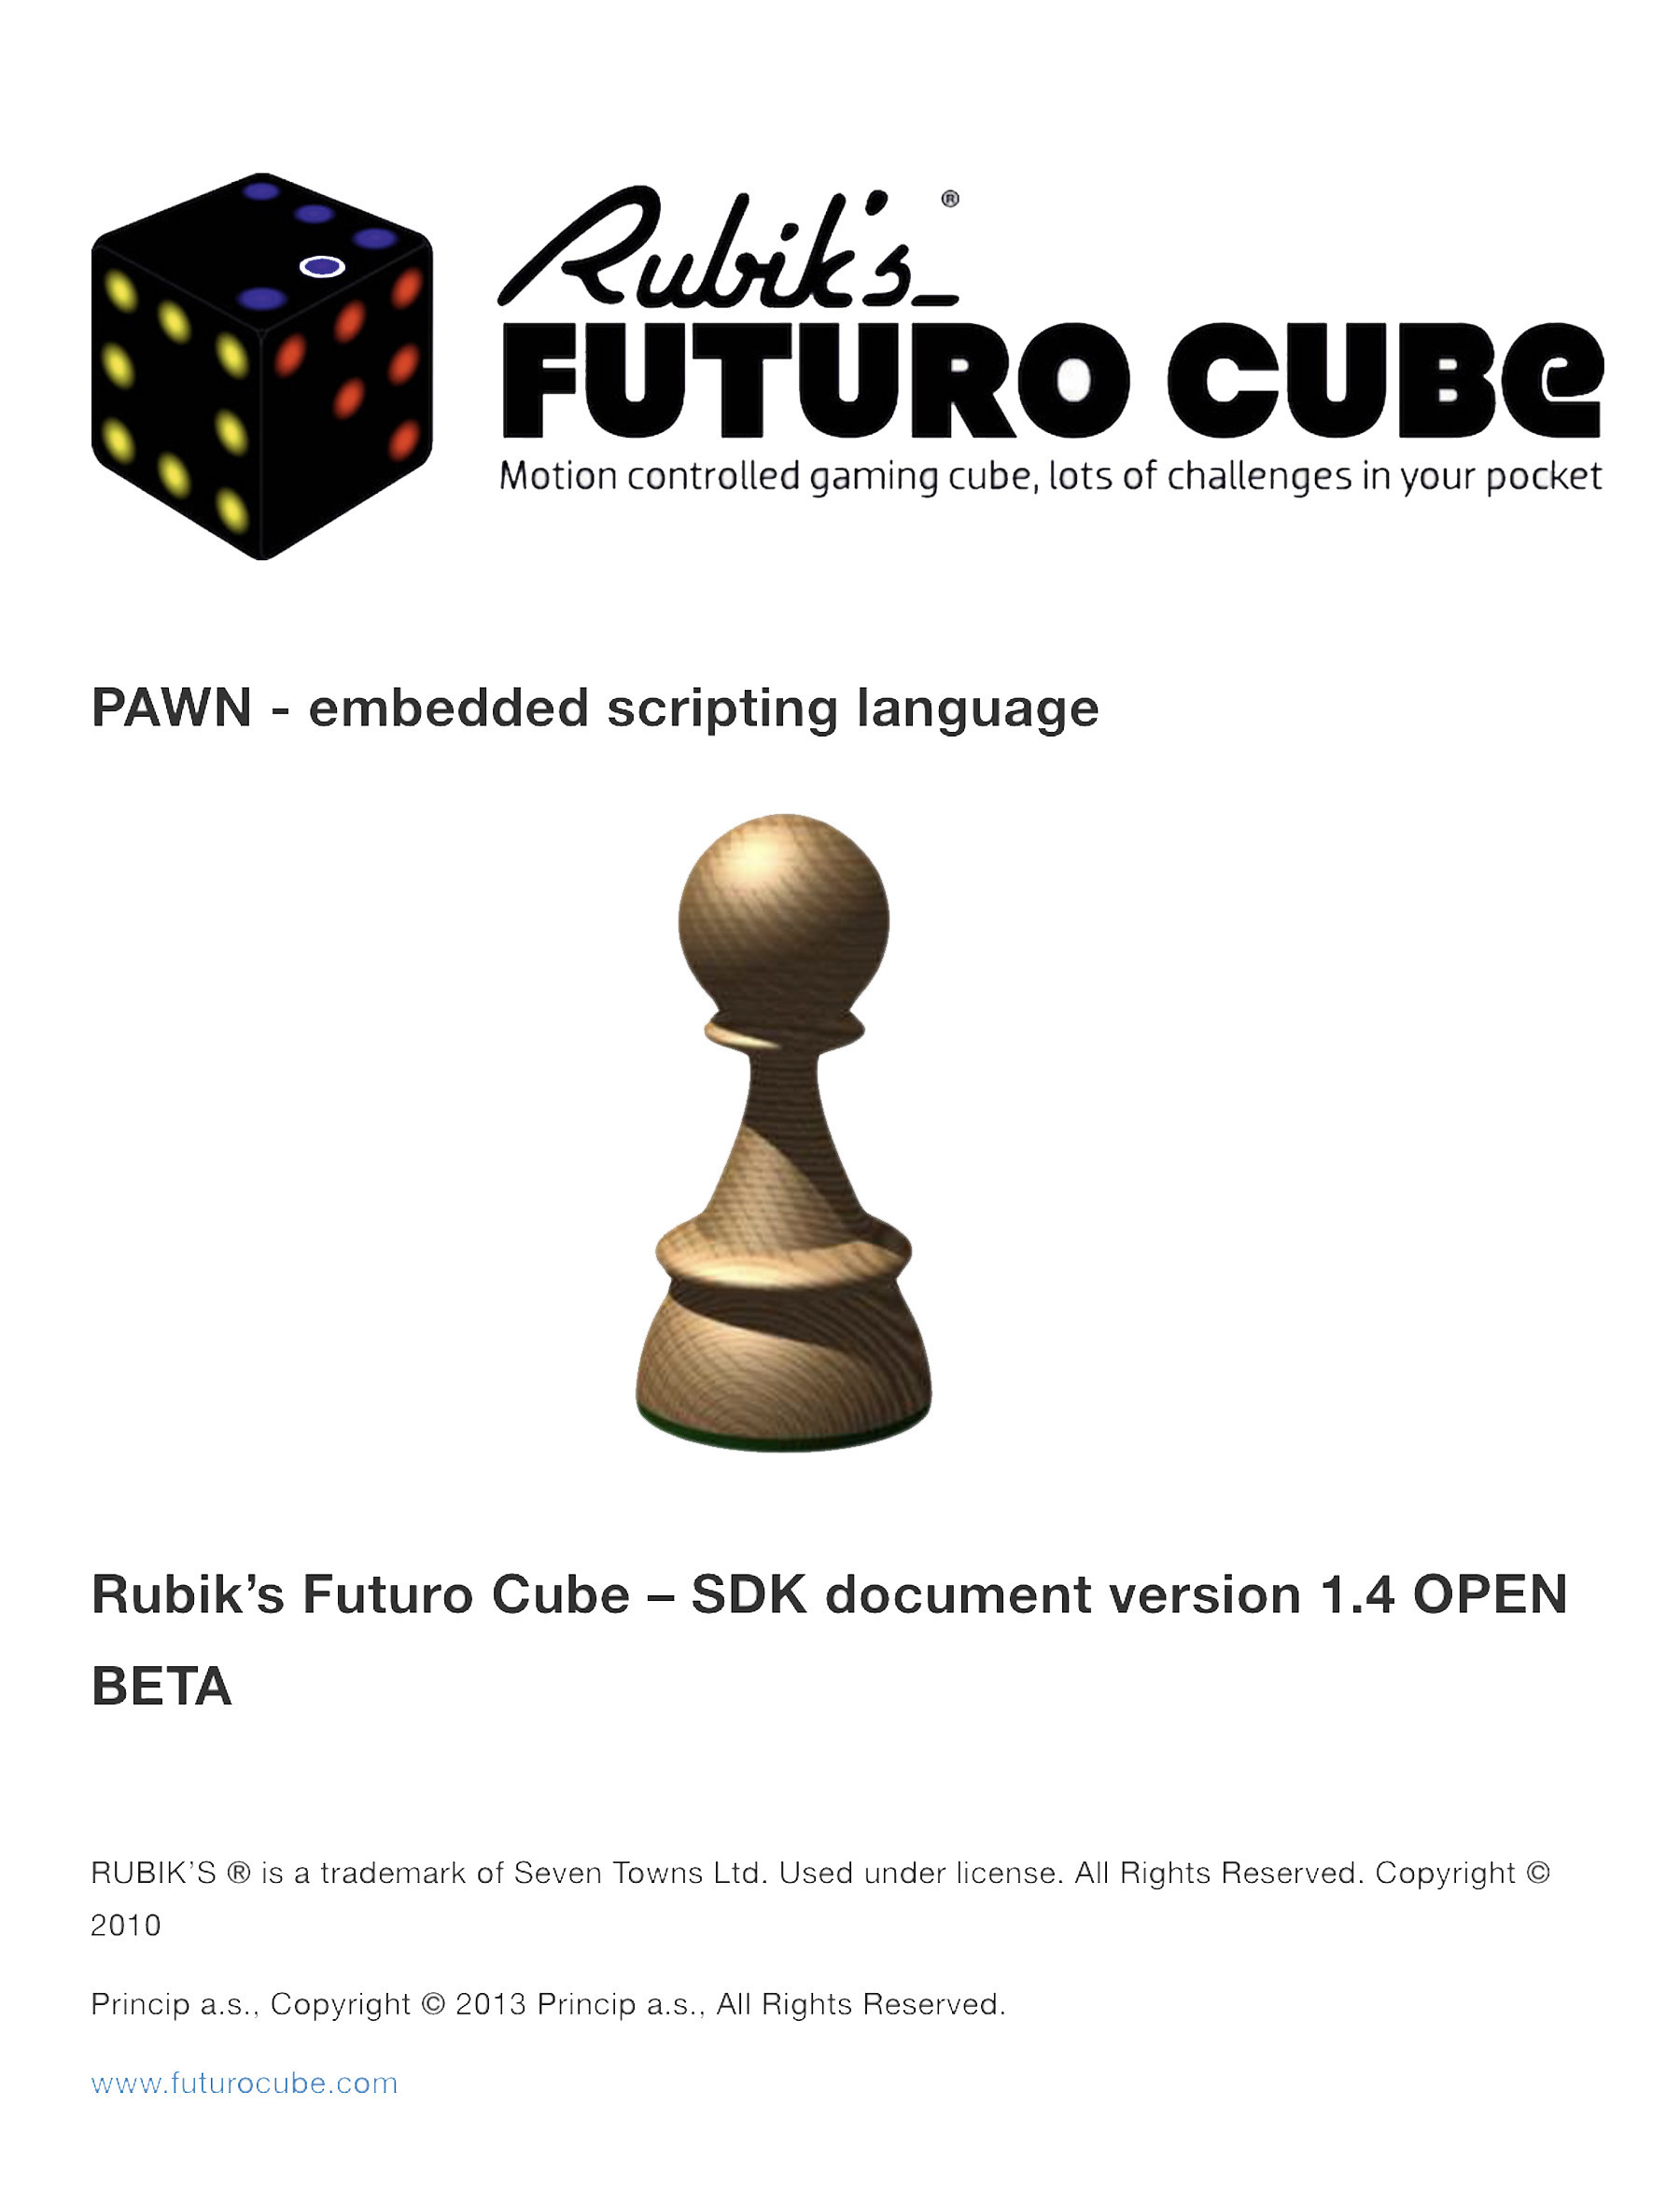 Rubik's ®
FUTURO CUBE
Motion controlled gaming cube, lots of challenges in your pocket
PAWN - embedded scripting language
Rubik’s Futuro Cube – SDK document version 1.4 OPEN
BETA
RUBIK’S ® is a trademark of Seven Towns Ltd. Used under license. All Rights Reserved. Copyright ©
2010
Princip a.s., Copyright © 2013 Princip a.s., All Rights Reserved.
www.futurocube.com